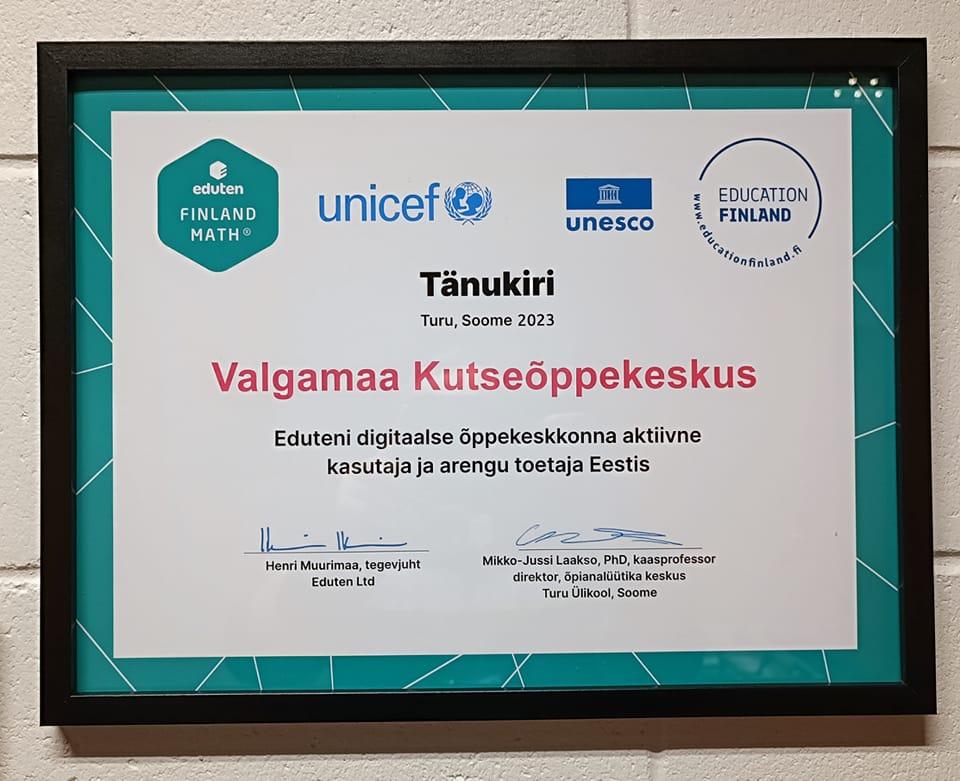 eduten
FINLAND
MATH®
unicef
unesco
EDUCATION
FINLAND
www.educationfinland.fi
Tänukiri
Turu, Soome 2023
Valgamaa Kutseõppekeskus
Eduteni digitaalse õppekeskkonna aktiivne
kasutaja ja arengu toetaja Eestis
Henri Muurimaa, tegevjuht
Eduten Ltd
Mikko-Jussi Laakso, PhD, kaasprofessor
direktor, õpianalüütika keskus
Turu Ülikool, Soome